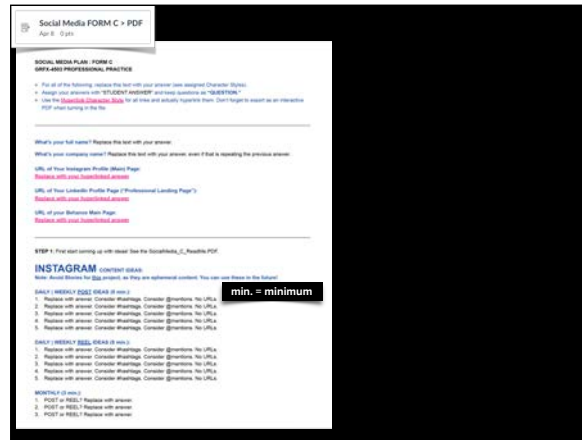 Social Media FORM C > PDF
Apr 8 0 pts
SOCIAL MEDIA PLAN : FORM C
GRFX-4503 PROFESSIONAL PRACTICE
For all of the following, replace this text with your answer (see assigned Character Styles).
Assign your answers with "STUDENT ANSWER" and keep questions as "QUESTION."
Use the Hyperlink Character Style for all links and actually hyperlink them. Don't forget to export as an interactive
PDF when turning in the file.
What's your full name? Replace this text with your answer.
What's your company name? Replace this text with your answer, even if that is repeating the previous answer.
URL of Your Instagram Profile (Main) Page:
Replace with your hyperlinked answer
URL of Your LinkedIn Profile Page ("Professional Landing Page"):
Replace with your hyperlinked answer
URL of your Behance Main Page:
Replace with your hyperlinked answer
STEP 1: First start coming up with ideas! See the SocialMedia_C_ReadMe.PDF.
INSTAGRAM CONTENT IDEAS:
Note: Avoid Stories for this project, as they are ephemeral content. You can use these in the future!
min. = minimum
DAILY | WEEKLY POST IDEAS (5 min.):
1. Replace with answer. Consider #hashtags. Consider @mentions. No URLs.
2. Replace with answer. Consider #hashtags. Consider @mentions. No URLs.
3. Replace with answer. Consider #hashtags. Consider @mentions. No URLs.
4. Replace with answer. Consider #hashtags. Consider @mentions. No URLs.
5. Replace with answer. Consider #hashtags. Consider @mentions. No URLs.
DAILY | WEEKLY REEL IDEAS (5 min.):
1. Replace with answer. Consider #hashtags. Consider @mentions. No URLs.
2. Replace with answer. Consider #hashtags. Consider @mentions. No URLs.
3. Replace with answer. Consider #hashtags. Consider @mentions. No URLs.
4. Replace with answer. Consider #hashtags. Consider @mentions. No URLs.
5. Replace with answer. Consider #hashtags. Consider @mentions. No URLs.
MONTHLY (3 min.):
1. POST or REEL? Replace with answer.
2. POST or REEL? Replace with answer.
3. POST or REEL? Replace with answer.